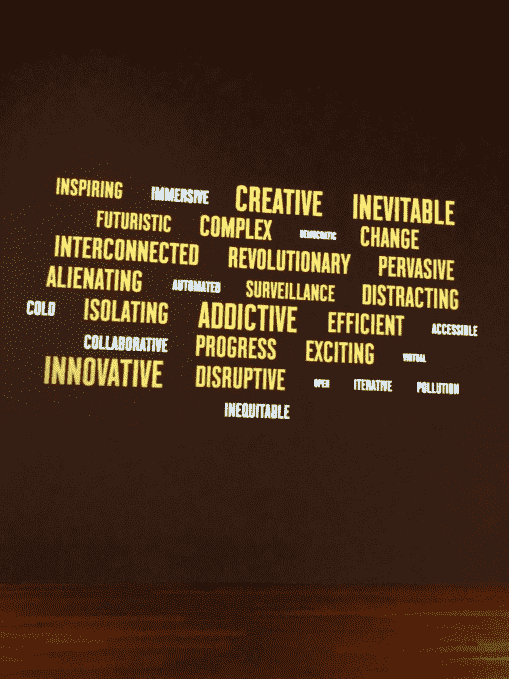 INSPIRING IMMERSIVE CREATIVE INEVITABLE
FUTURISTIC COMPLEX DEMOCRATIC CHANGE
INTERCONNECTED REVOLUTIONARY PERVASIVE
ALIENATING AUTOMATED SURVEILLANCE DISTRACTING
COLD ISOLATING ADDICTIVE EFFICIENT ACCESSIBLE
COLLABORATIVE PROGRESS EXCITING VIRTUAL
INNOVATIVE DISRUPTIVE OPEN ITERATIVE POLLUTION
INEQUITABLE